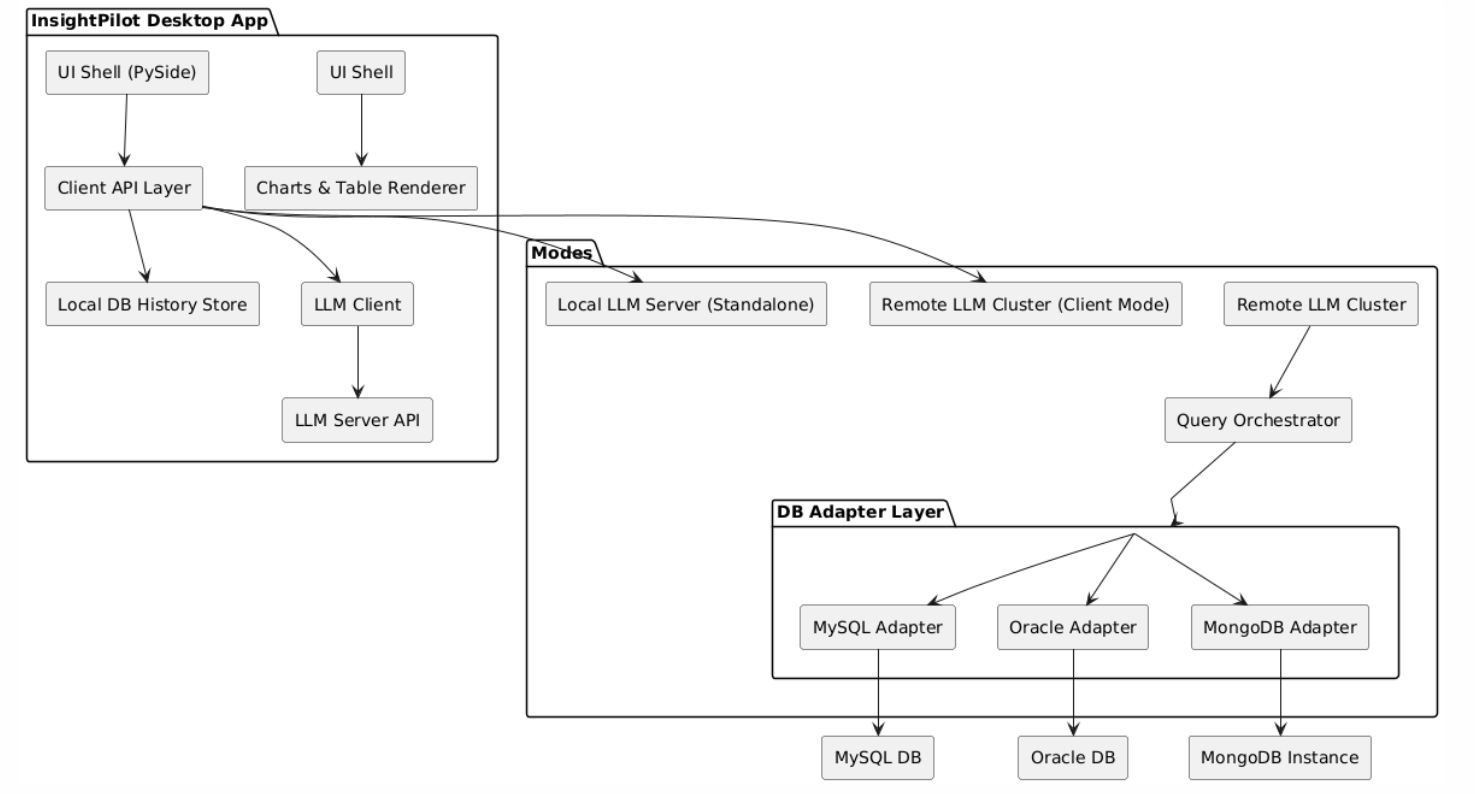 InsightPilot Desktop App
UI Shell (PySide)
UI Shell
Client API Layer
Charts & Table Renderer
Local DB History Store
LLM Client
LLM Server API
Modes
Local LLM Server (Standalone)
Remote LLM Cluster (Client Mode)
Remote LLM Cluster
Query Orchestrator
DB Adapter Layer
MySQL Adapter
Oracle Adapter
MongoDB Adapter
MySQL DB
Oracle DB
MongoDB Instance